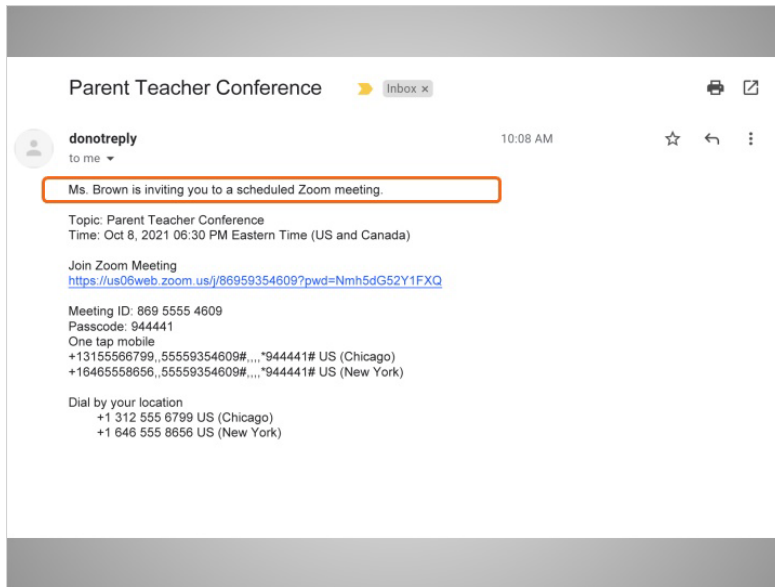 Parent Teacher Conference Inbox ×
donotreply 10:08 AM
to me
Ms. Brown is inviting you to a scheduled Zoom meeting.
Topic: Parent Teacher Conference
Time: Oct 8, 2021 06:30 PM Eastern Time (US and Canada)
Join Zoom Meeting
https://us06web.zoom.us/j/86959354609?pwd=Nmh5dG52Y1FXQ
Meeting ID: 869 5555 4609
Passcode: 944441
One tap mobile
+13155566799,,55559354609#,,,,*944441# US (Chicago)
+16465558656,,55559354609#,,,,*944441# US (New York)
Dial by your location
+1 312 555 6799 US (Chicago)
+1 646 555 8656 US (New York)